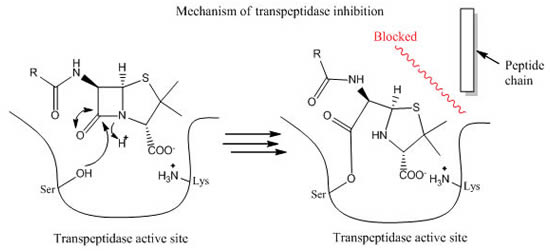 Mechanism of transpeptidase inhibition
Blocked
Peptide
chain
R
H
N
H
S
O
N
O
H+
COO-
OH
Ser
+
H3N
Lys
Transpeptidase active site
R
O
NH
H
S
O
HN
COO-
O
Ser
+
H3N
Lys
Transpeptidase active site